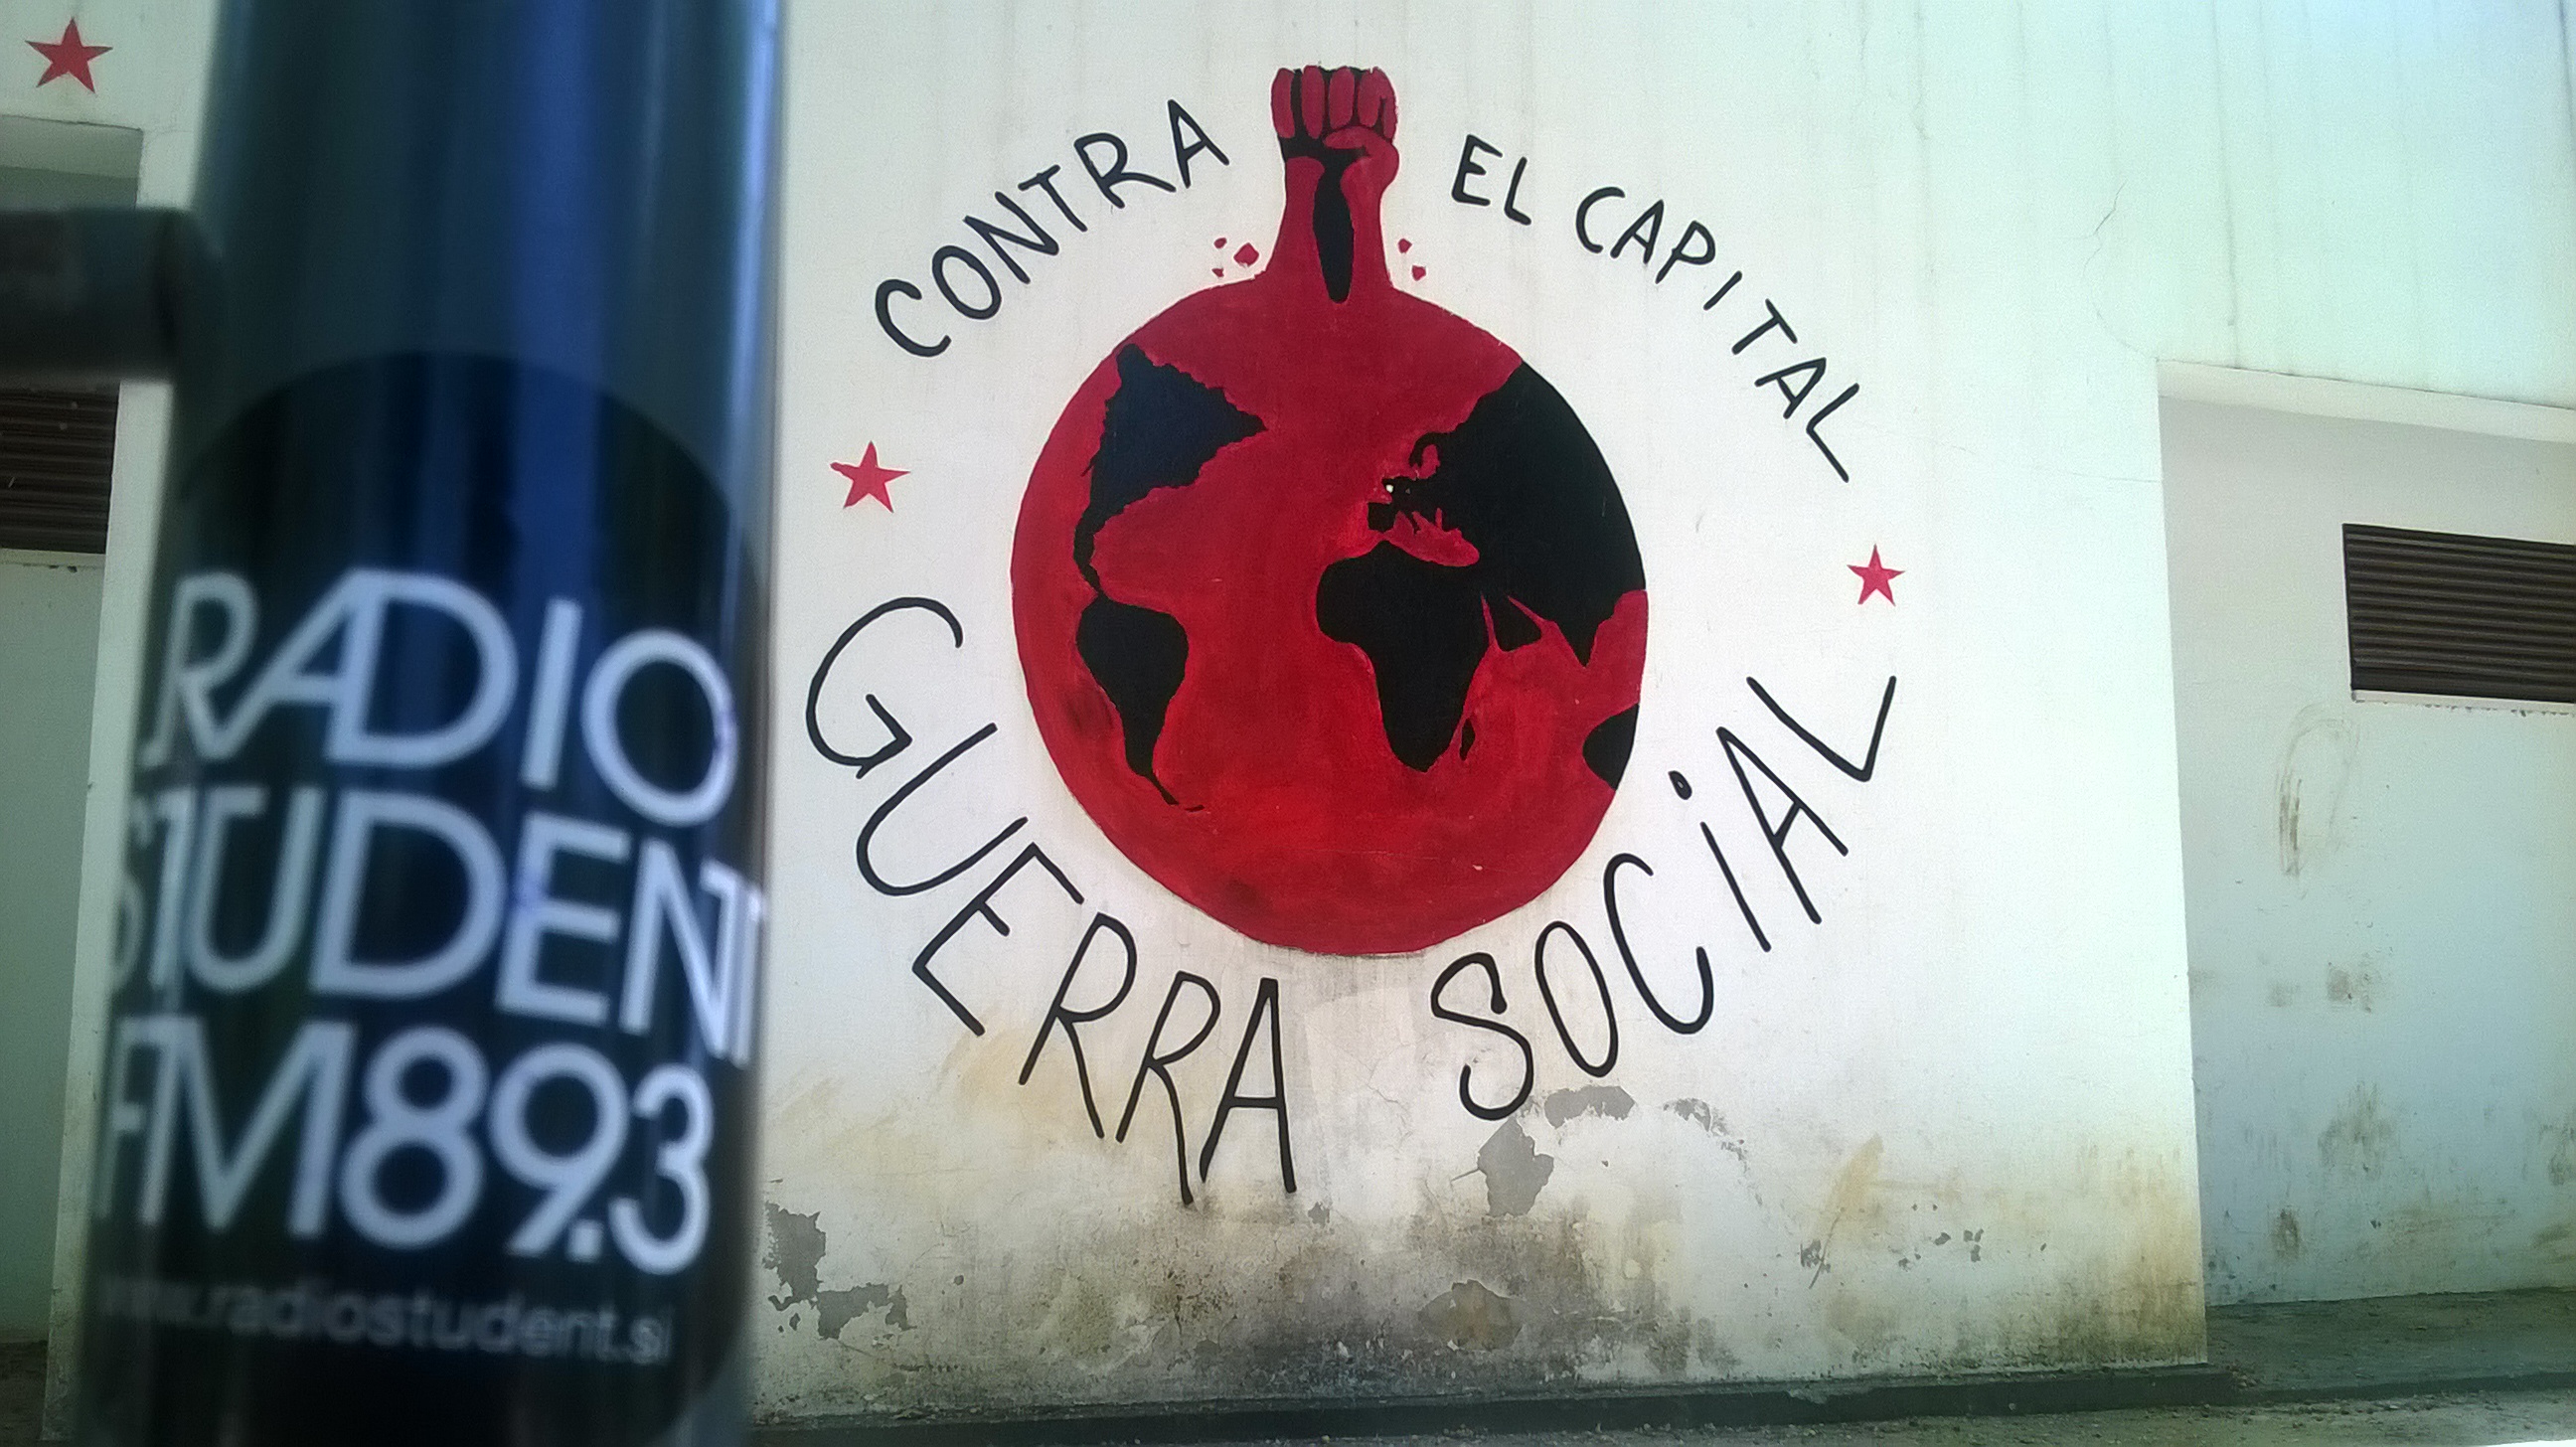 RADIO
STUDENT
FM89.3
www.radiostudent.si
CONTRA EL CAPITAL
GUERRA SOCiAL